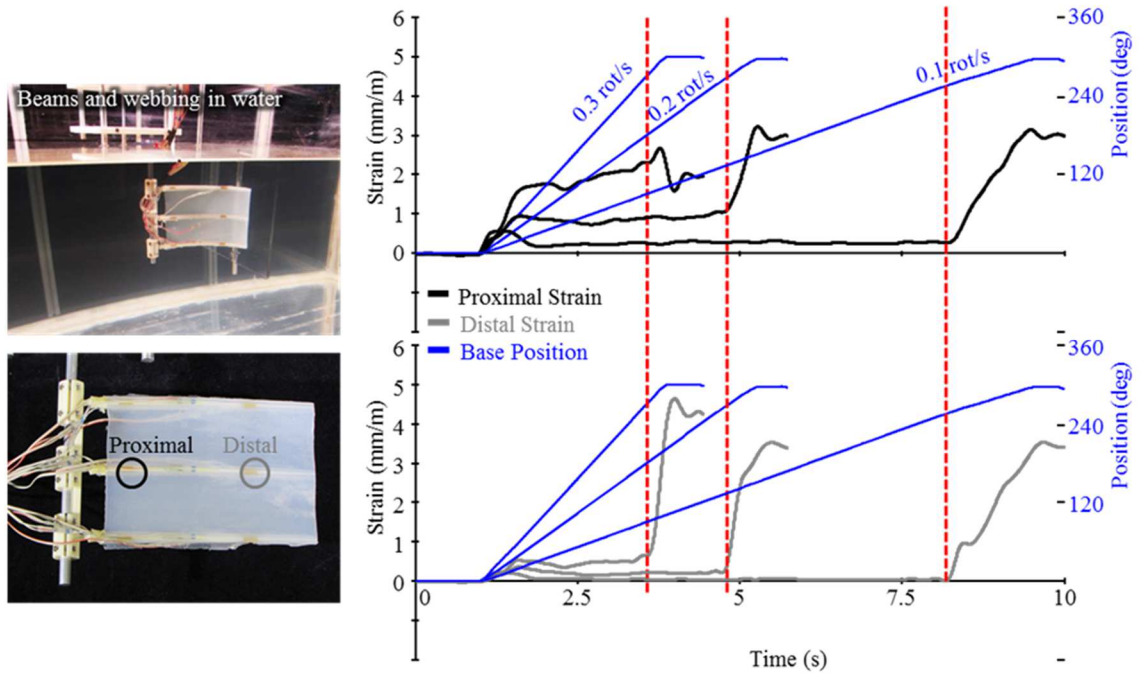 Beams and webbing in water
Proximal
Distal
6
5
4
3
2
1
0
Strain (mm/m)
0.3 rot/s
0.2 rot/s
0.1 rot/s
360
240
120
Position (deg)
Proximal Strain
Distal Strain
Base Position
6
5
4
3
2
1
0
Strain (mm/m)
360
240
120
Position (deg)
0
2.5
5
7.5
10
Time (s)